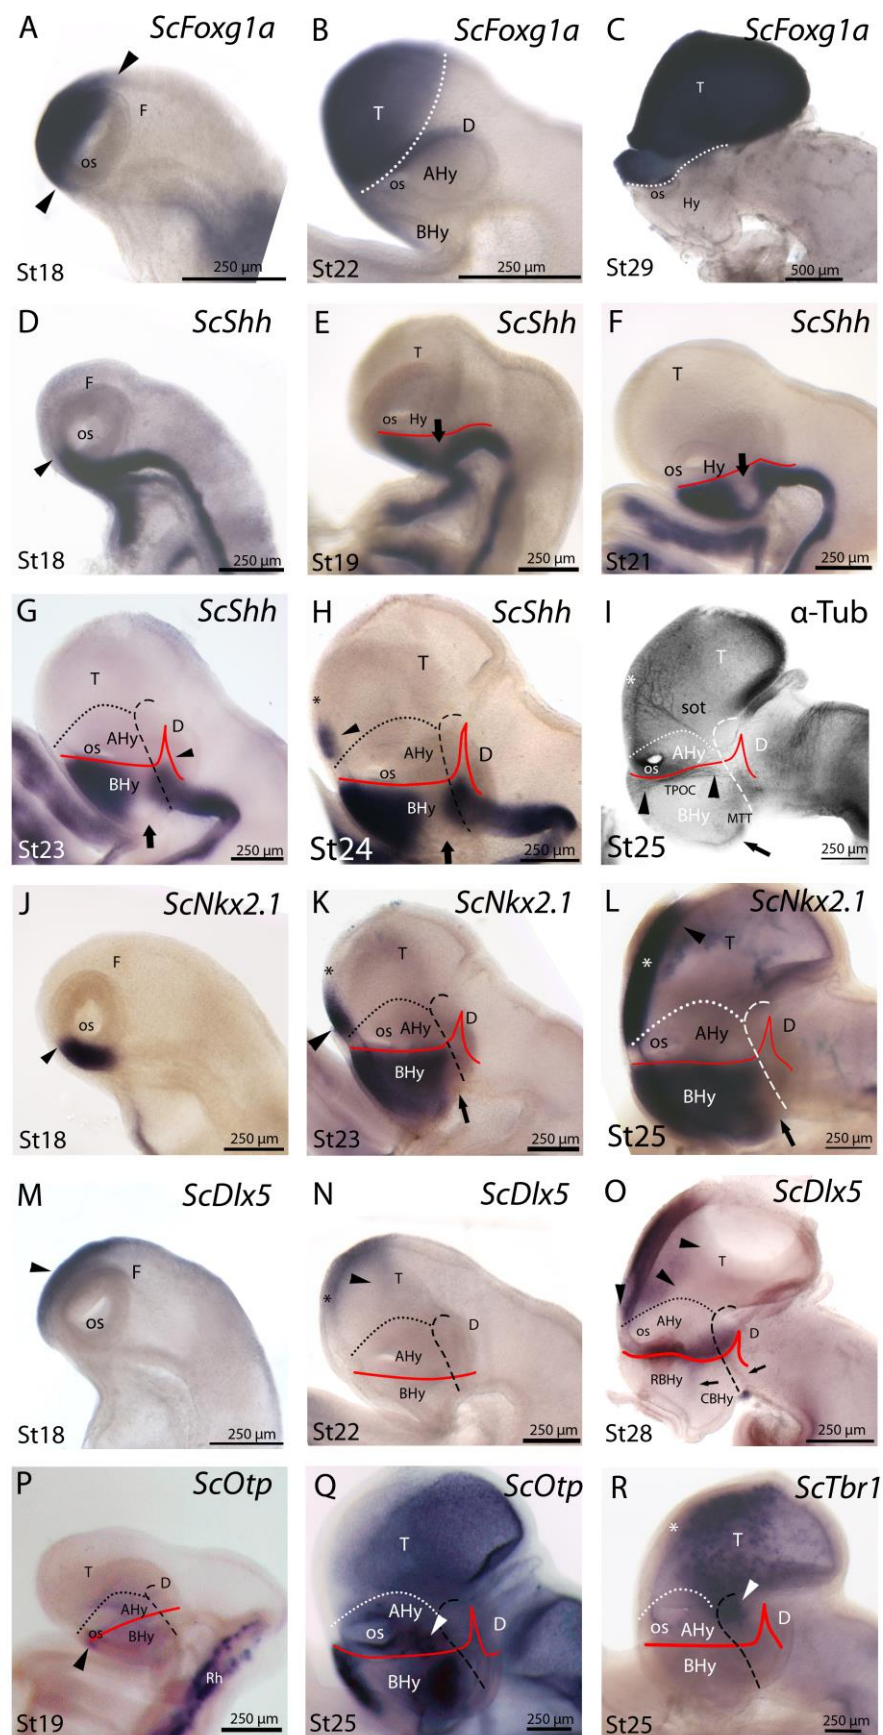 A ScFoxg1a
F
os
St18
250 µm
B ScFoxg1a
T
D
os
AHy
BHy
St22
250 µm
C ScFoxg1a
T
os
Hy
St29
500 µm
D ScShh
F
os
St18
250 µm
E ScShh
T
os Hy
St19
250 µm
F ScShh
T
os Hy
St21
250 µm
G ScShh
T
D
AHy
os
BHy
St23
250 µm
H ScShh
T
*
AHy
D
os
BHy
St24
250 µm
I α-Tub
T
*
sot
AHy
D
os
TPOC
BHy
MTT
St25
250 µm
J ScNkx2.1
F
os
St18
250 µm
K ScNkx2.1
T
*
D
os AHy
BHy
St23
250 µm
L ScNkx2.1
T
*
D
AHy
os
BHy
St25
250 µm
M ScDlx5
F
os
St18
250 µm
N ScDlx5
T
*
D
AHy
BHy
St22
250 µm
O ScDlx5
T
AHy
os
D
RBHy
CBHy
St28
250 µm
P ScOtp
T
D
AHy
os
BHy
Rh
St19
250 µm
Q ScOtp
T
AHy
os
D
BHy
St25
250 µm
R ScTbr1
*
T
os
AHy
D
BHy
St25
250 µm